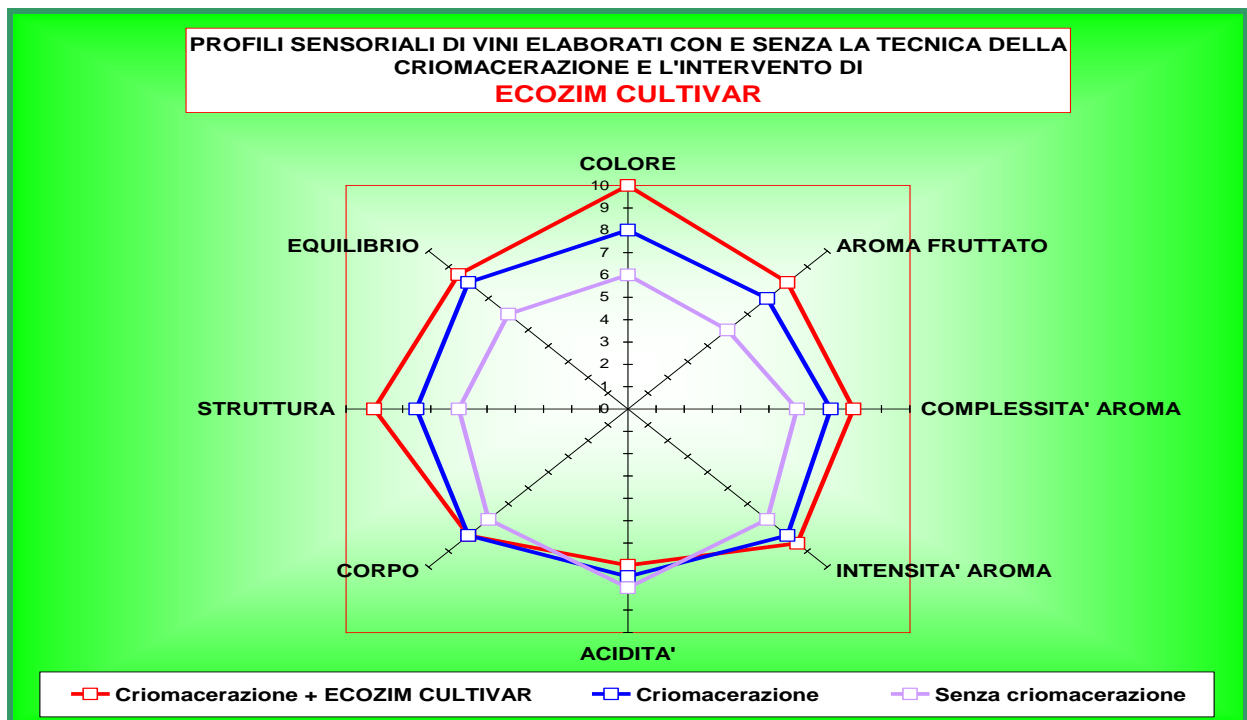 PROFILI SENSORIALI DI VINI ELABORATI CON E SENZA LA TECNICA DELLA
CRIOMACERAZIONE E L'INTERVENTO DI
ECOZIM CULTIVAR
COLORE
10
9
8
7
6
5
4
3
2
1
0
EQUILIBRIO
AROMA FRUTTATO
STRUTTURA
COMPLESSITA' AROMA
CORPO
INTENSITA' AROMA
ACIDITA'
Criomacerazione + ECOZIM CULTIVAR
Criomacerazione
Senza criomacerazione